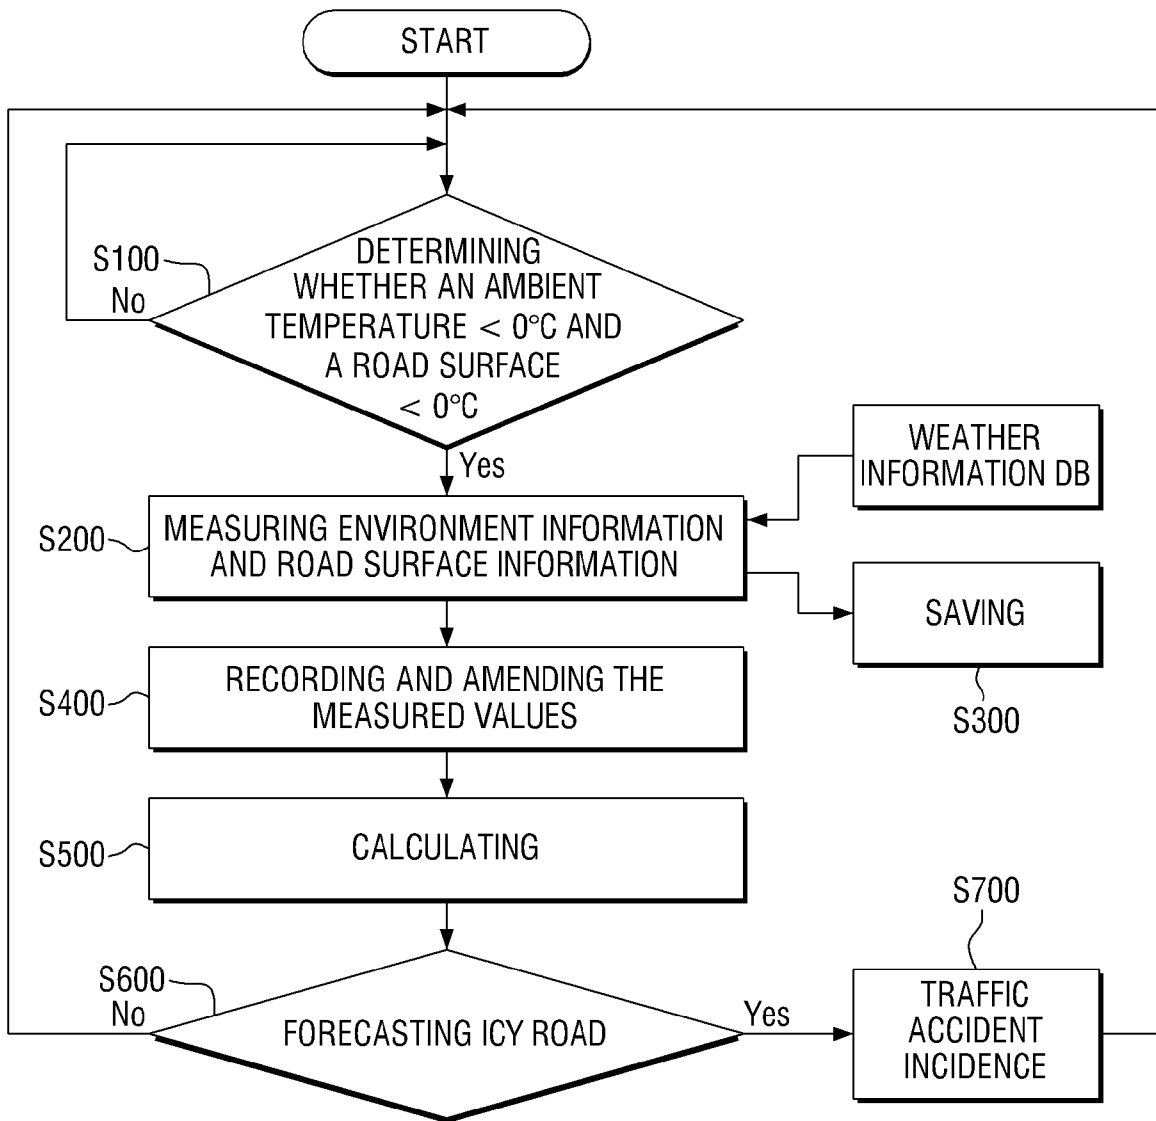 START
S100
No
DETERMINING
WHETHER AN AMBIENT
TEMPERATURE < 0°C AND
A ROAD SURFACE
< 0°C
Yes
WEATHER
INFORMATION DB
S200
MEASURING ENVIRONMENT INFORMATION
AND ROAD SURFACE INFORMATION
SAVING
S300
S400
RECORDING AND AMENDING THE
MEASURED VALUES
S500
CALCULATING
S600
No
FORECASTING ICY ROAD
Yes
S700
TRAFFIC
ACCIDENT
INCIDENCE